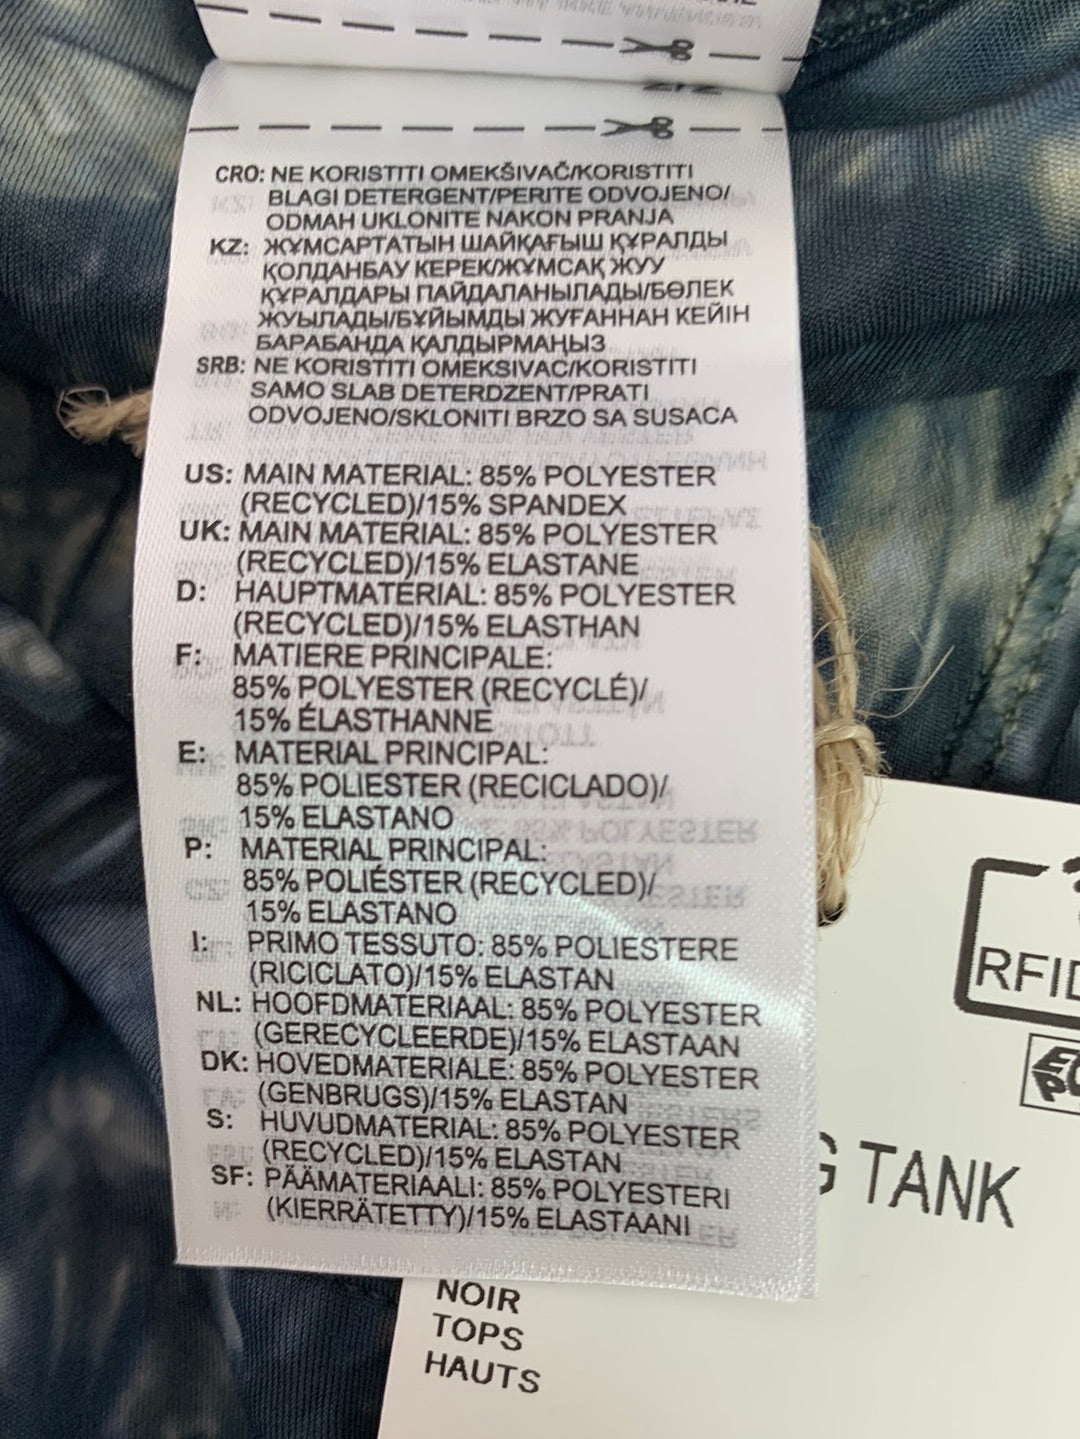 CRO: NE KORISTITI OMEKŠIVAČ/KORISTITI
BLAGI DETERGENT/PERITE ODVOJENO/
ODMAH UKLONITE NAKON PRANJA
KZ: ЖҰМСАРТАТЫН ШАЙҚАҒЫШ ҚҰРАЛДЫ
ҚОЛДАНБАУ КЕРЕК/ЖҰМСАҚ ЖУУ
ҚҰРАЛДАРЫ ПАЙДАЛАНЫЛАДЫ/БӨЛЕК
ЖУЫЛАДЫ/БҰЙЫМДЫ ЖУҒАННАН КЕЙІН
БАРАБАНДА ҚАЛДЫРМАҢЫЗ
SRB: NE KORISTITI OMEKSIVAC/KORISTITI
SAMO SLAB DETERDZENT/PRATI
ODVOJENO/SKLONITI BRZO SA SUSACA
US: MAIN MATERIAL: 85% POLYESTER
(RECYCLED)/15% SPANDEX
UK: MAIN MATERIAL: 85% POLYESTER
(RECYCLED)/15% ELASTANE
D: HAUPTMATERIAL: 85% POLYESTER
(RECYCLED)/15% ELASTHAN
F: MATIERE PRINCIPALE:
85% POLYESTER (RECYCLÉ)/
15% ÉLASTHANNE
E: MATERIAL PRINCIPAL:
85% POLIESTER (RECICLADO)/
15% ELASTANO
P: MATERIAL PRINCIPAL:
85% POLIÉSTER (RECYCLED)/
15% ELASTANO
I: PRIMO TESSUTO: 85% POLIESTERE
(RICICLATO)/15% ELASTAN
NL: HOOFDMATERIAAL: 85% POLYESTER
(GERECYCLEERDE)/15% ELASTAAN
DK: HOVEDMATERIALE: 85% POLYESTER
(GENBRUGS)/15% ELASTAN
S: HUVUDMATERIAL: 85% POLYESTER
(RECYCLED)/15% ELASTAN
SF: PÄÄMATERIAALI: 85% POLYESTERI
(KIERRÄTETTY)/15% ELASTAANI
RFID
G TANK
NOIR
TOPS
HAUTS